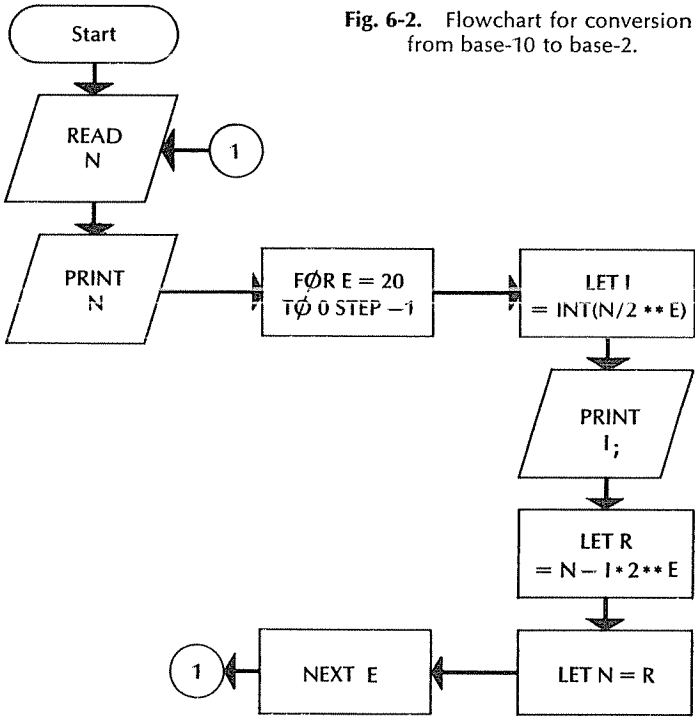 Start
Fig. 6-2. Flowchart for conversion
from base-10 to base-2.
READ
N
1
PRINT
N
FØR E = 20
TØ 0 STEP −1
LET I
= INT(N/2 ** E)
PRINT
I;
LET R
= N − I*2**E
LET N = R
NEXT E
1